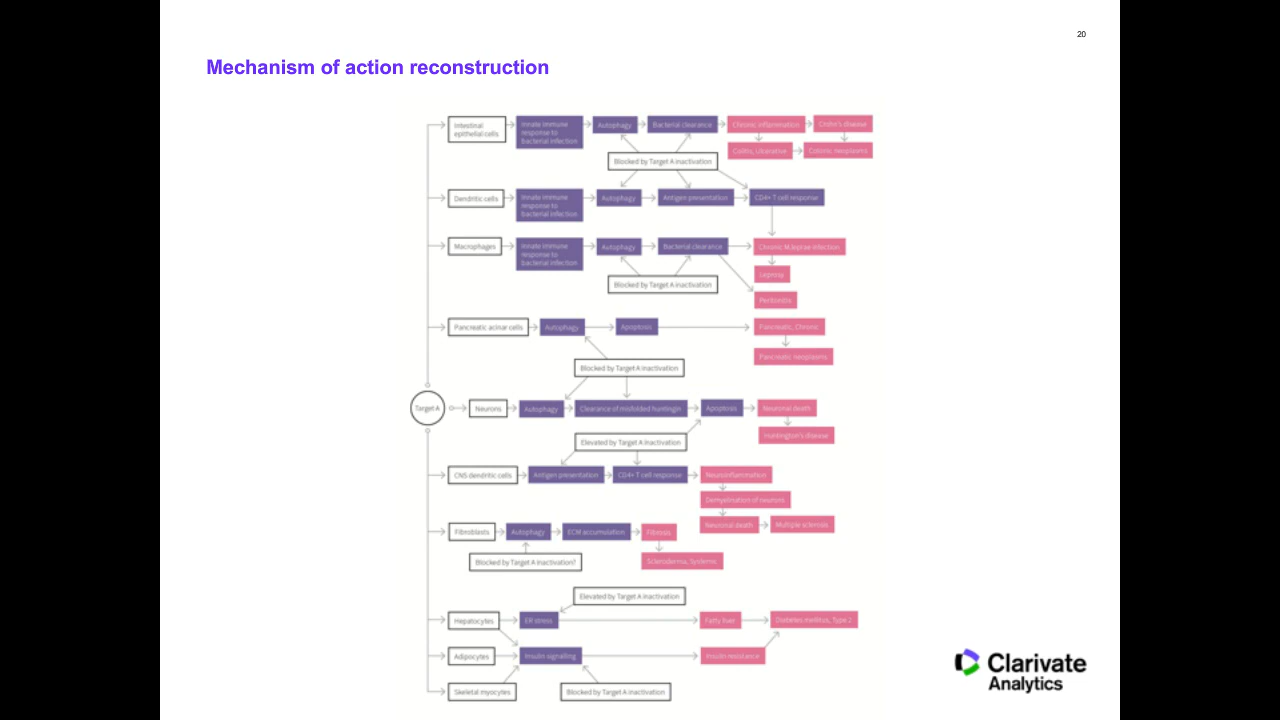 20
Mechanism of action reconstruction
Intestinal
epithelial cells
Innate immune
response to
bacterial infection
Autophagy
Bacterial clearance
Chronic inflammation
Crohn's disease
Colitis, Ulcerative
Colonic neoplasms
Blocked by Target A inactivation
Dendritic cells
Innate immune
response to
bacterial infection
Autophagy
Antigen presentation
CD4+ T cell response
Macrophages
Innate immune
response to
bacterial infection
Autophagy
Bacterial clearance
Chronic M.leprae infection
Leprosy
Blocked by Target A inactivation
Pancreatic acinar cells
Autophagy
Apoptosis
Pancreatic, Chronic
Pancreatic neoplasms
Blocked by Target A inactivation
Target A
Neurons
Autophagy
Clearance of misfolded huntingin
Apoptosis
Neuronal death
Huntington's disease
Elevated by Target A inactivation
CNS dendritic cells
Antigen presentation
CD4+ T cell response
Neuroinflammation
Demyelination of neurons
Neuronal death
Multiple sclerosis
Fibroblasts
Autophagy
ECM accumulation
Fibrosis
Scleroderma, Systemic
Blocked by Target A inactivation?
Elevated by Target A inactivation
Hepatocytes
ER stress
Fatty liver
Diabetes mellitus, Type 2
Adipocytes
Insulin signalling
Insulin resistance
Skeletal myocytes
Blocked by Target A inactivation
Clarivate
Analytics